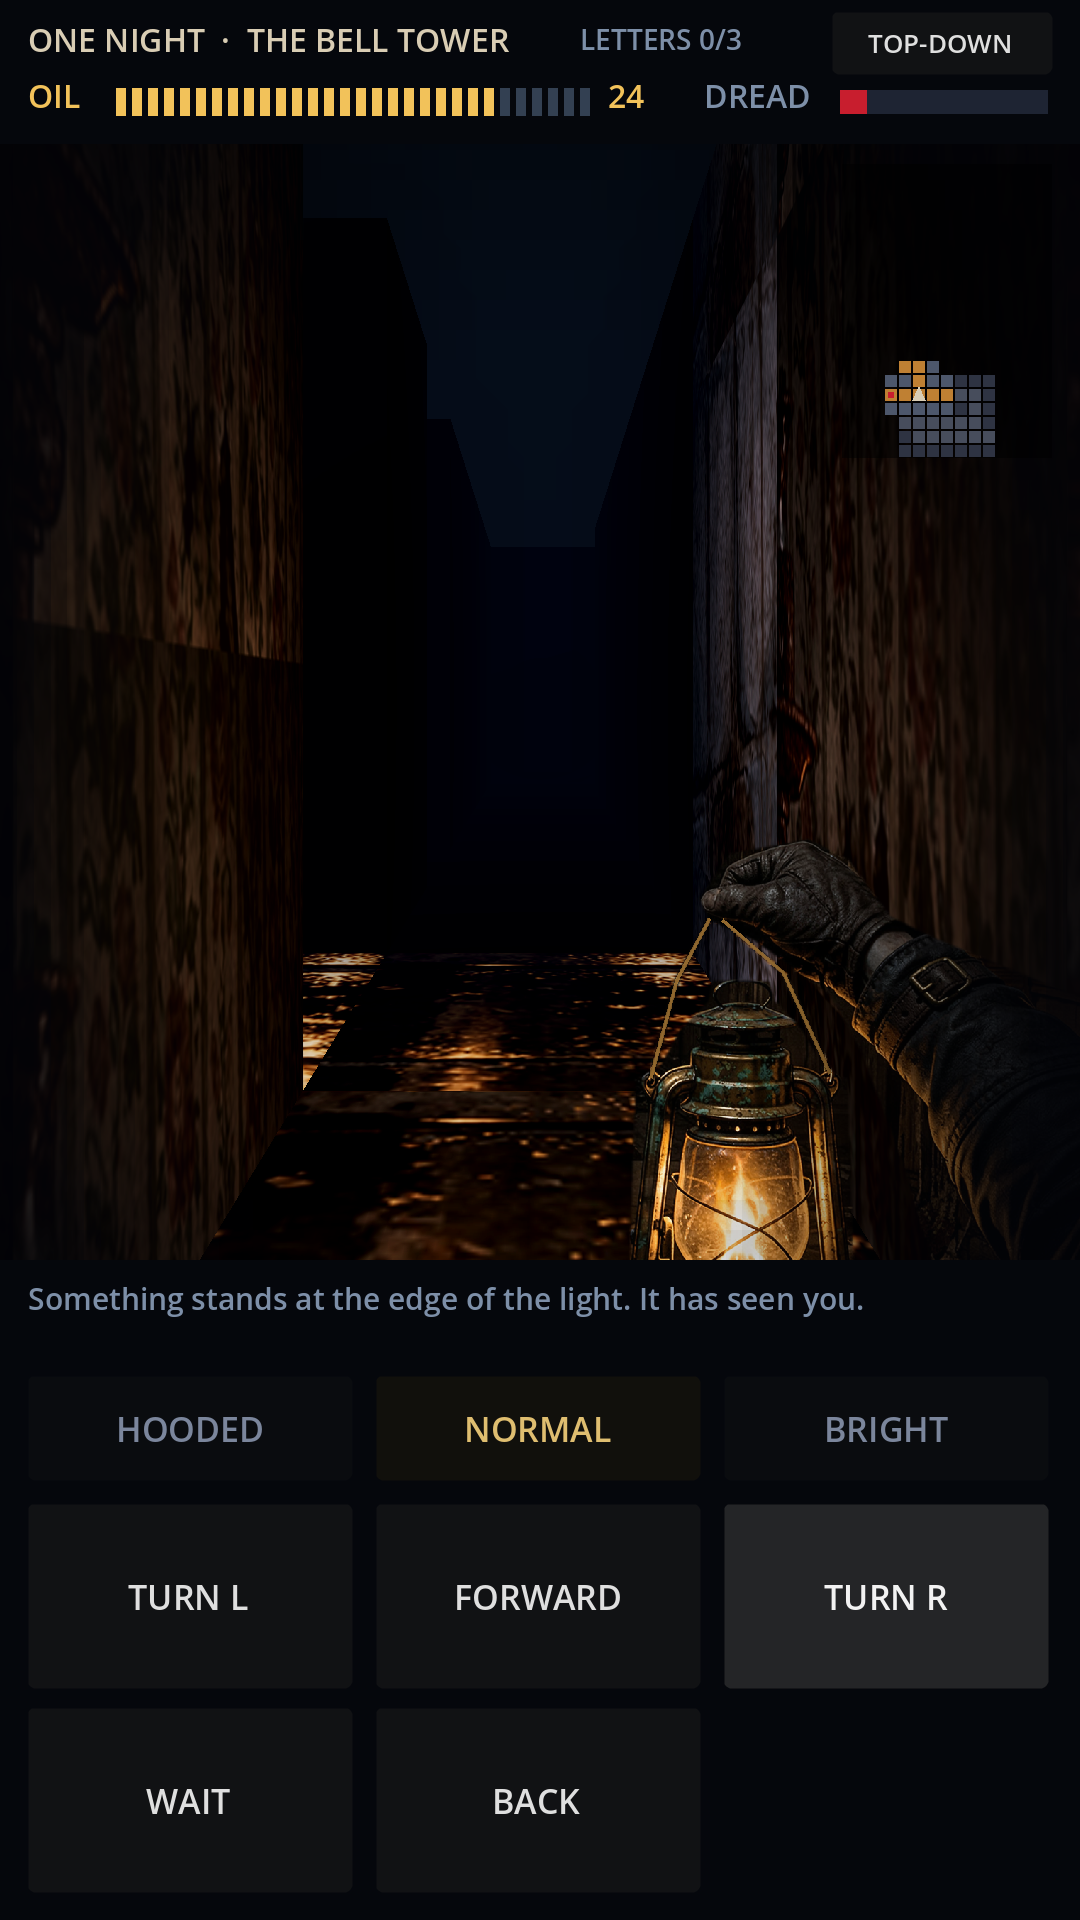 ONE NIGHT · THE BELL TOWER
LETTERS 0/3
TOP-DOWN
OIL
24
DREAD
Something stands at the edge of the light. It has seen you.
HOODED
NORMAL
BRIGHT
TURN L
FORWARD
TURN R
WAIT
BACK